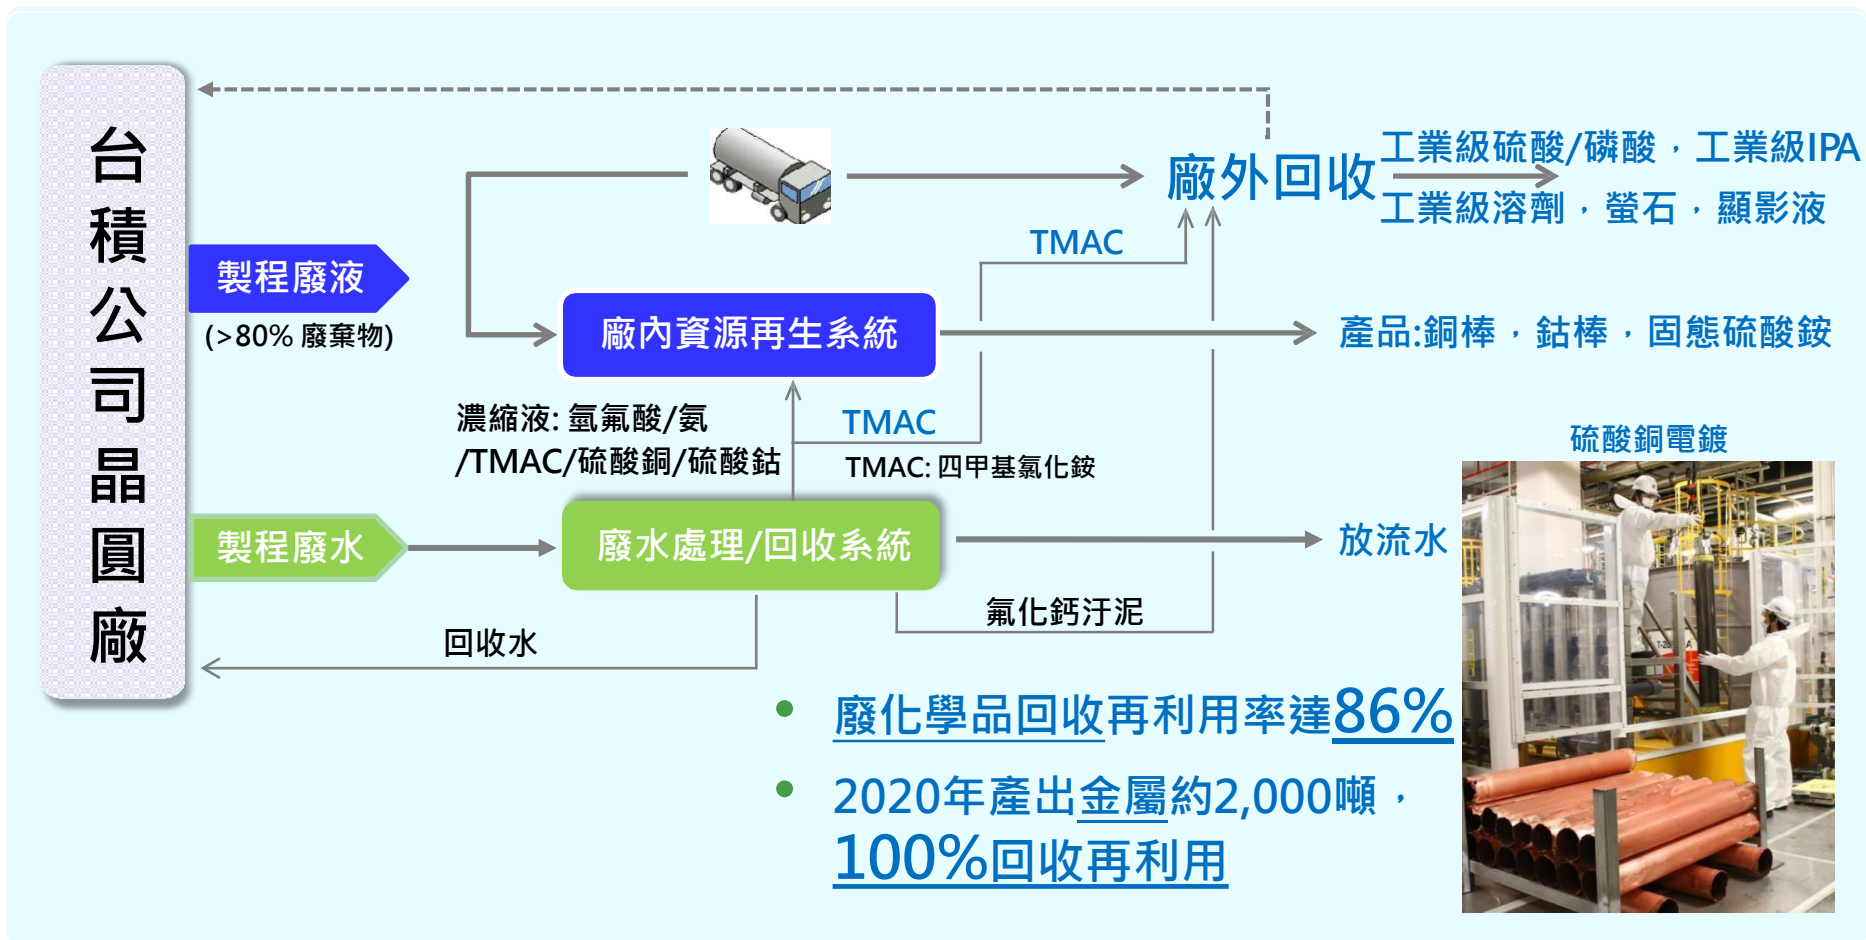 台積公司晶圓廠
工業級硫酸/磷酸，工業級IPA
廠外回收
工業級溶劑，螢石，顯影液
TMAC
製程廢液
(>80% 廢棄物)
廠內資源再生系統
產品:銅棒，鈷棒，固態硫酸銨
濃縮液: 氫氟酸/氨
/TMAC/硫酸銅/硫酸鈷
TMAC
TMAC: 四甲基氯化銨
硫酸銅電鍍
製程廢水
廢水處理/回收系統
放流水
氟化鈣汙泥
回收水
• 廢化學品回收再利用率達86%
• 2020年產出金屬約2,000噸，
100%回收再利用